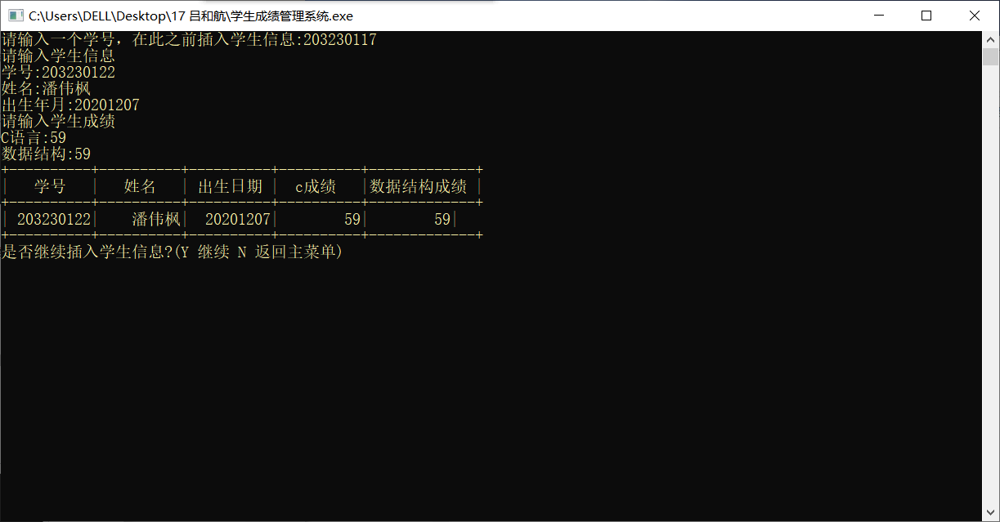 C:\Users\DELL\Desktop\17 吕和航\学生成绩管理系统.exe
请输入一个学号，在此之前插入学生信息:203230117
请输入学生信息
学号:203230122
姓名:潘伟枫
出生年月:20201207
请输入学生成绩
C语言:59
数据结构:59
+----------+----------+----------+----------+-------------+
|   学号   |   姓名   | 出生日期 |  c成绩   |数据结构成绩 |
+----------+----------+----------+----------+-------------+
| 203230122|    潘伟枫|  20201207|        59|        59|
+----------+----------+----------+----------+-------------+
是否继续插入学生信息?(Y 继续 N 返回主菜单)